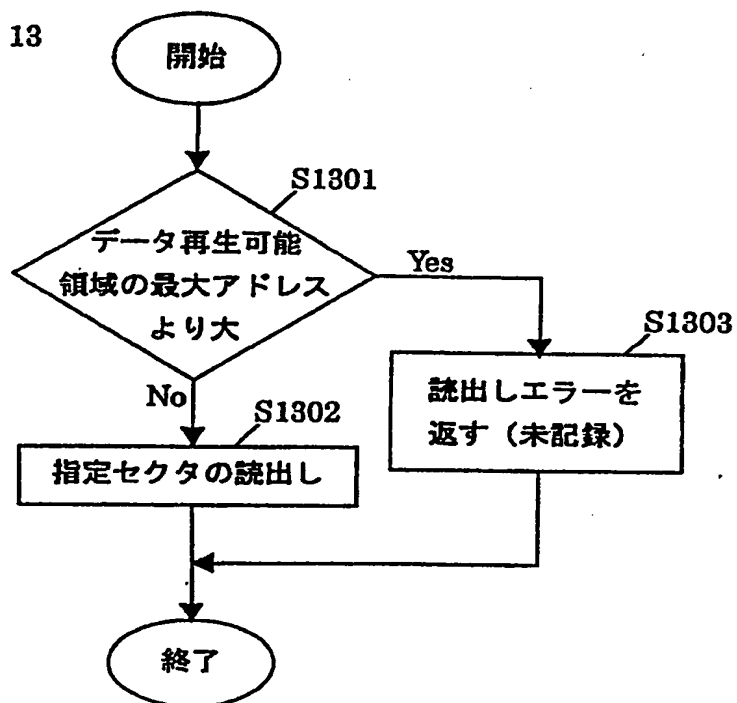 13
開始
S1301
データ再生可能
領域の最大アドレス
より大
Yes
S1303
読出しエラーを
返す（未記録）
No
S1302
指定セクタの読出し
終了